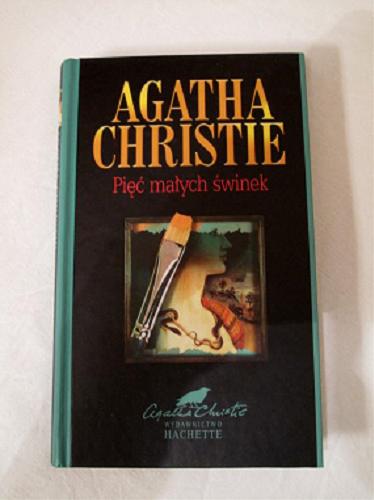 AGATHA
CHRISTIE
Pięć małych świnek
Agatha Christie
WYDAWNICTWO
HACHETTE